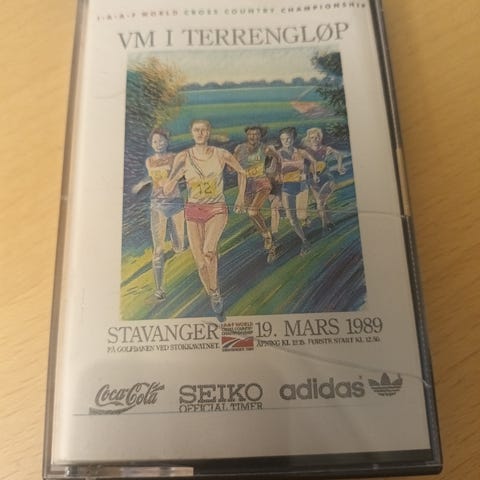 I·A·A·F WORLD CROSS COUNTRY CHAMPIONSHIP
VM I TERRENGLØP
12
STAVANGER 19. MARS 1989
PÅ GOLFBANEN VED STOKKAVATNET. ÅPNING KL. 12.15. FØRSTE START KL. 12.50.
Coca-Cola
SEIKO
OFFICIAL TIMER
adidas